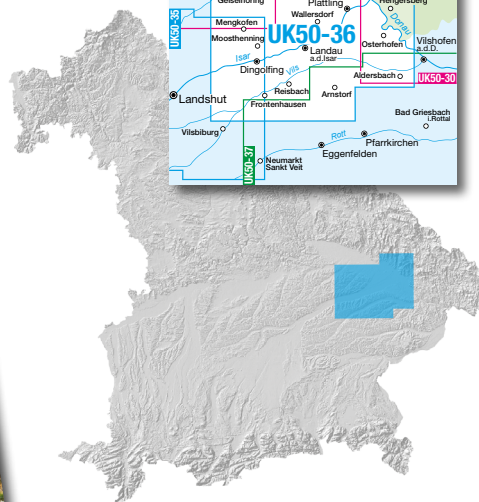 Geiselhöring
Plattling
Hengersberg
Wallersdorf
UK50-35
Mengkofen
Moosthenning
UK50-36
Donau
Osterhofen
Vilshofen
a.d.D.
Isar
Landau
a.d.Isar
Dingolfing
Vils
Aldersbach
UK50-30
Reisbach
Arnstorf
Landshut
Frontenhausen
Bad Griesbach
i.Rottal
Vilsbiburg
Rott
Pfarrkirchen
Eggenfelden
UK50-37
Neumarkt
Sankt Veit